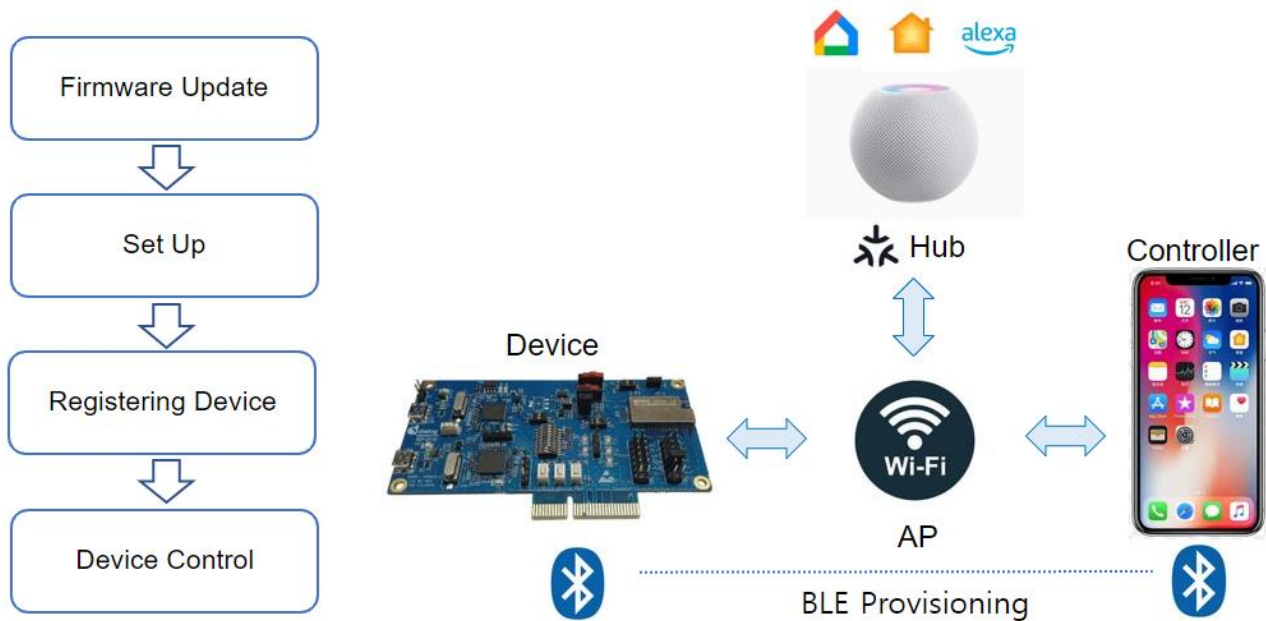 Firmware Update
Set Up
Registering Device
Device Control
alexa
Hub
Controller
Device
Wi-Fi
AP
BLE Provisioning